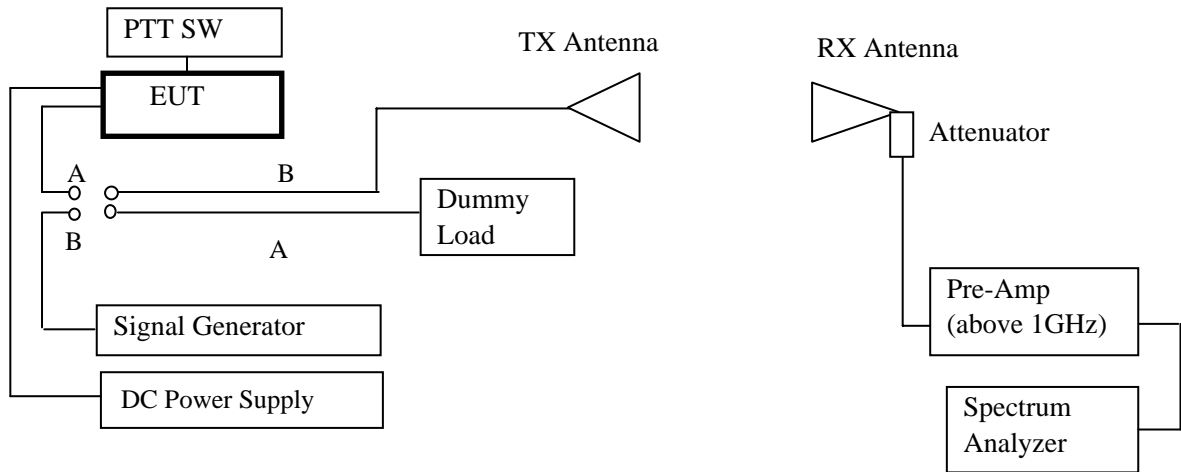 PTT SW
EUT
TX Antenna
RX Antenna
Attenuator
A
B
Dummy
Load
B
A
Pre-Amp
(above 1GHz)
Signal Generator
DC Power Supply
Spectrum
Analyzer